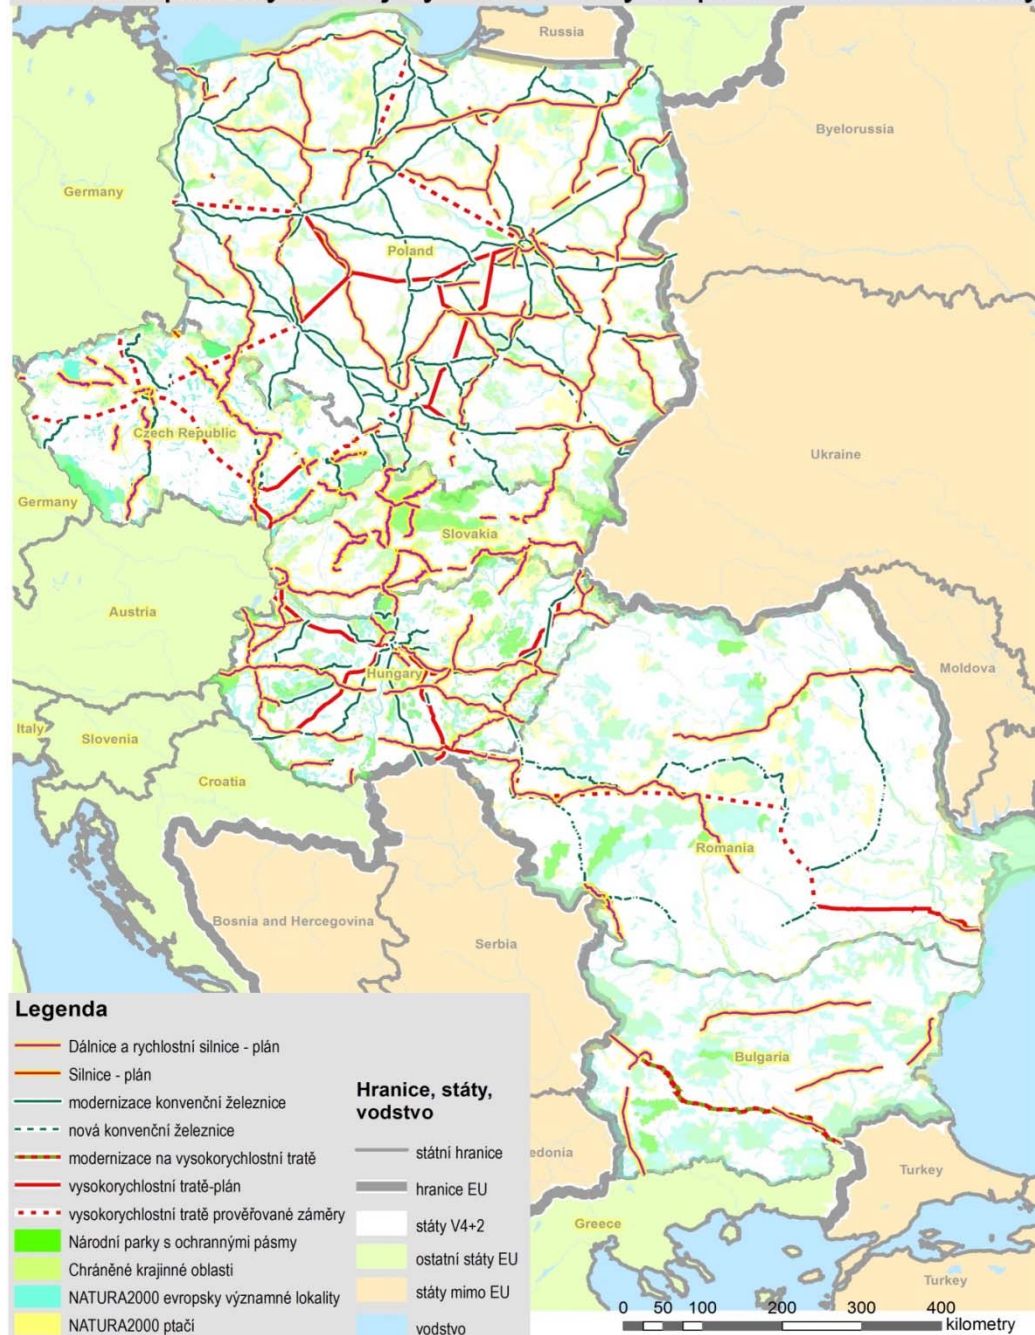 Russia
Byelorussia
Germany
Poland
Czech Republic
Ukraine
Germany
Slovakia
Austria
Moldova
Hungary
Italy
Slovenia
Croatia
Romania
Bosnia and Hercegovina
Serbia
Bulgaria
edonia
Turkey
Greece
Turkey
Legenda
Dálnice a rychlostní silnice - plán
Silnice - plán
modernizace konvenční železnice
nová konvenční železnice
modernizace na vysokorychlostní tratě
vysokorychlostní tratě-plán
vysokorychlostní tratě prověřované záměry
Národní parky s ochrannými pásmy
Chráněné krajinné oblasti
NATURA2000 evropsky významné lokality
NATURA2000 ptačí
Hranice, státy,
vodstvo
státní hranice
hranice EU
státy V4+2
ostatní státy EU
státy mimo EU
vodstvo
0 50 100 200 300 400
kilometry